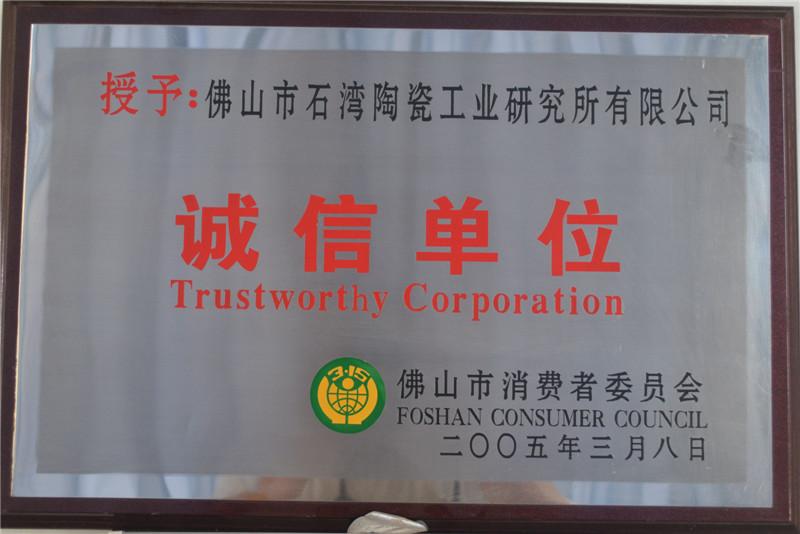 授予:佛山市石湾陶瓷工业研究所有限公司
诚信单位
Trustworthy Corporation
3·15
佛山市消费者委员会
FOSHAN CONSUMER COUNCIL
二〇〇五年三月八日